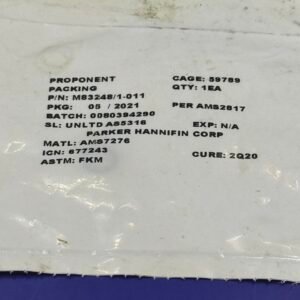 PROPONENT CAGE: 59789
PACKING QTY: 1EA
P/N: M83248/1-011
PKG: 05 / 2021 PER AMS2817
BATCH: 0080394290
SL: UNLTD AS5316 EXP: N/A
PARKER HANNIFIN CORP
MATL: AMS7276
ICN: 677243 CURE: 2Q20
ASTM: FKM